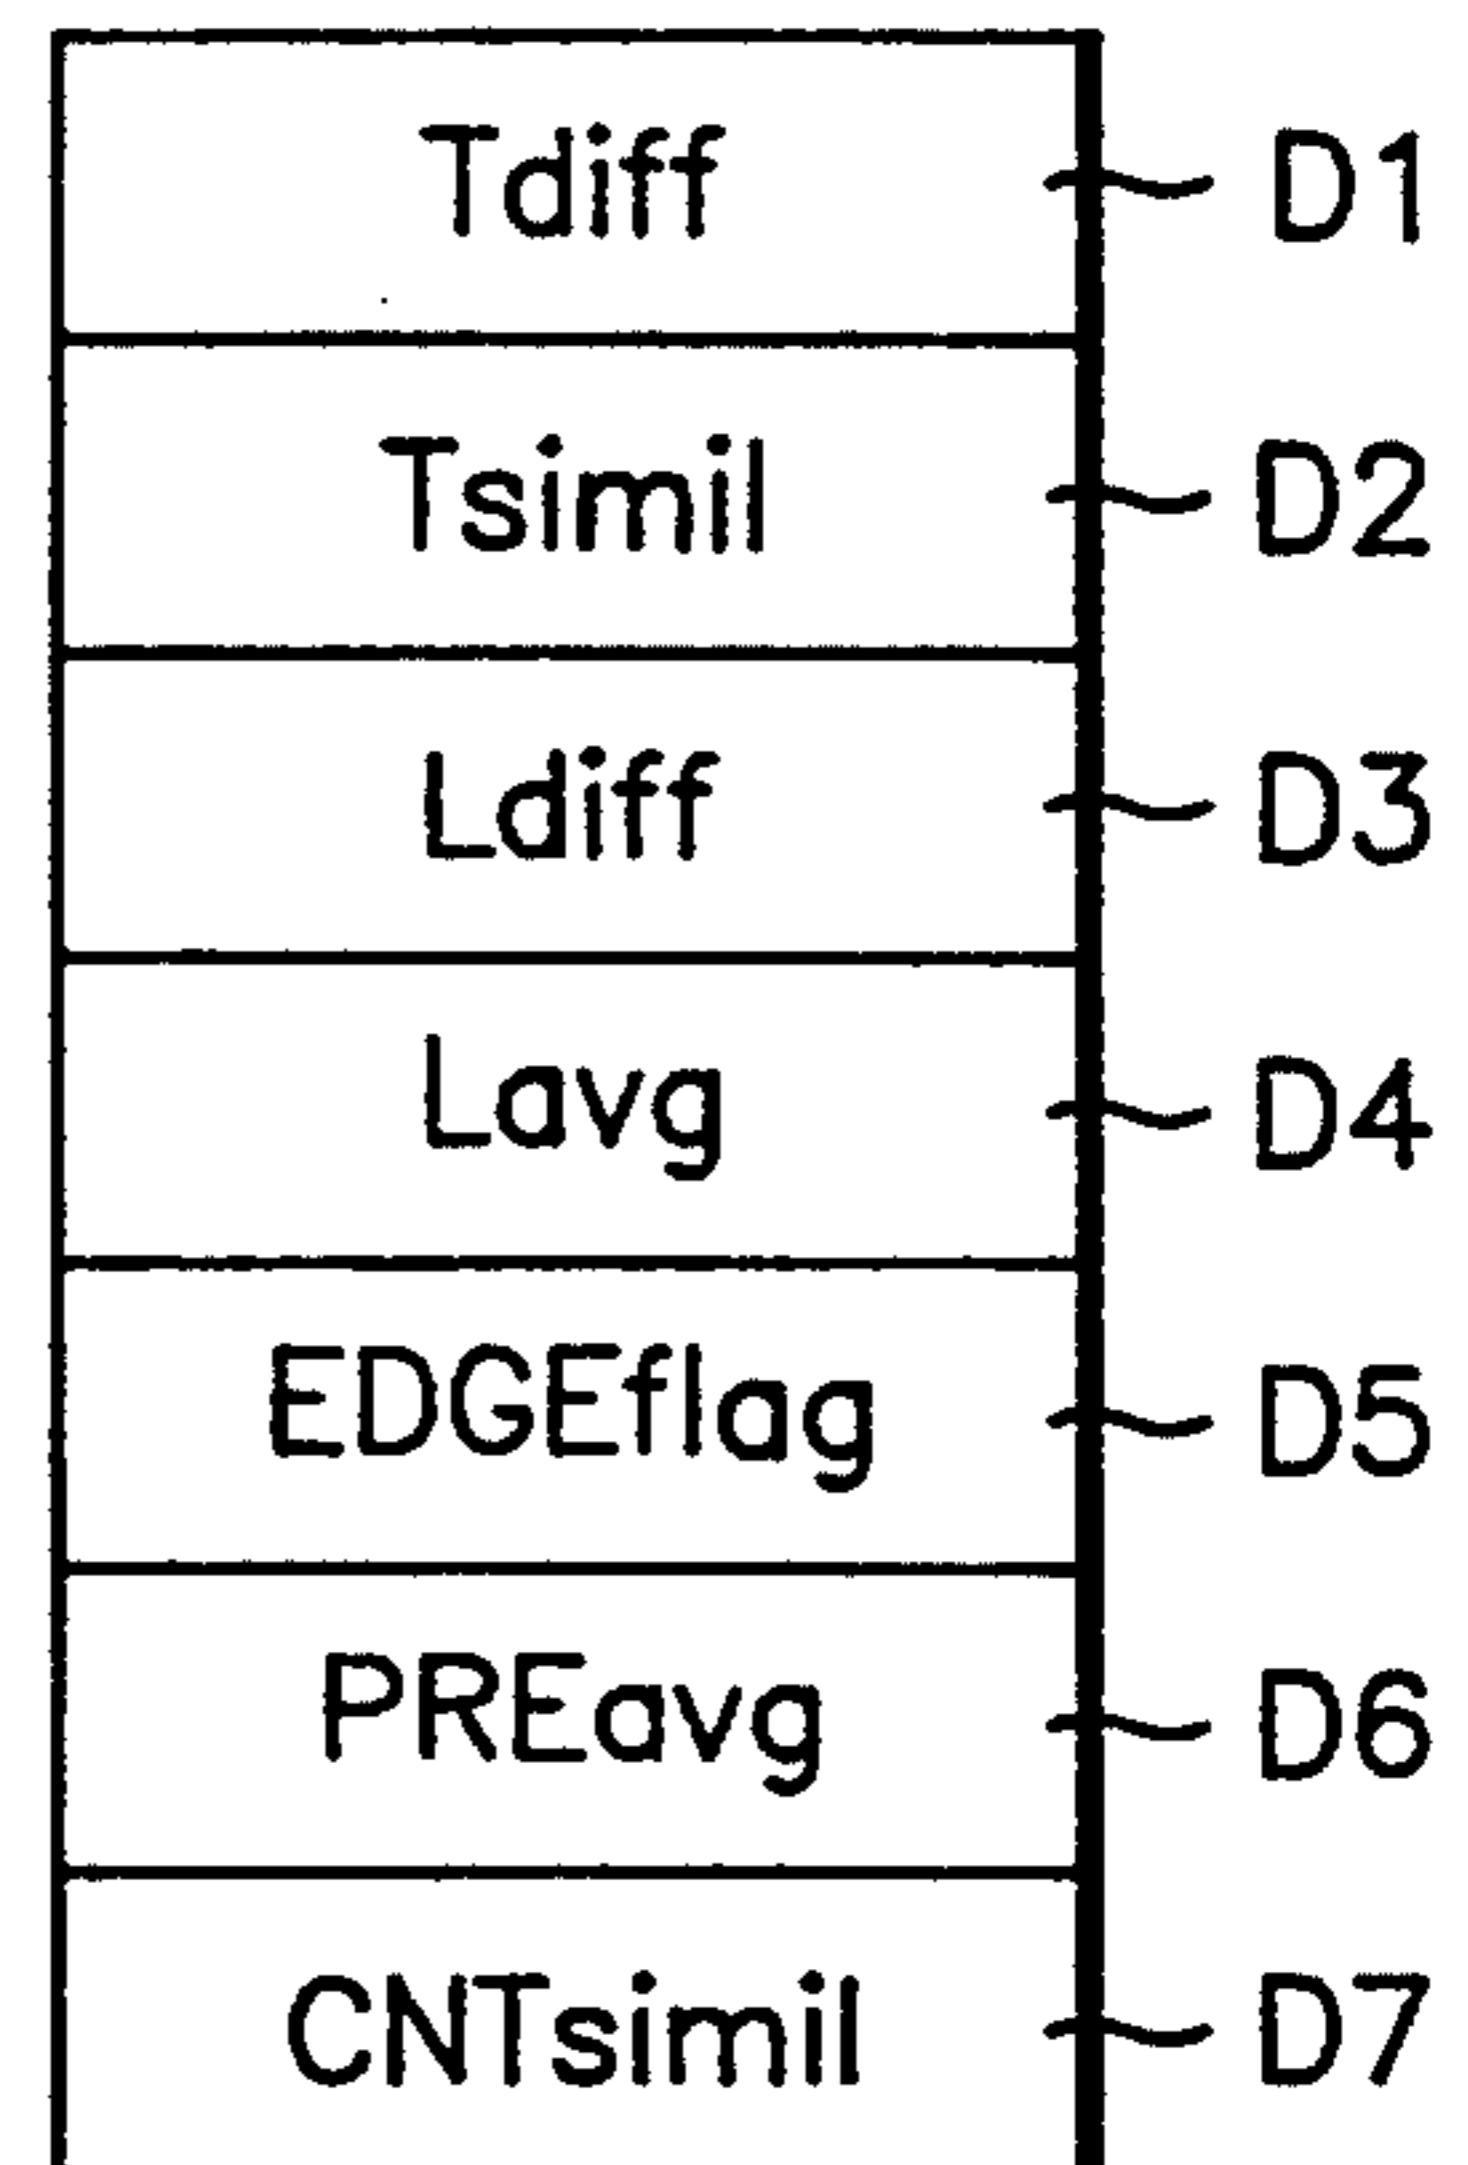 Tdiff D1
Tsimil D2
Ldiff D3
Lavg D4
EDGEflag D5
PREavg D6
CNTsimil D7